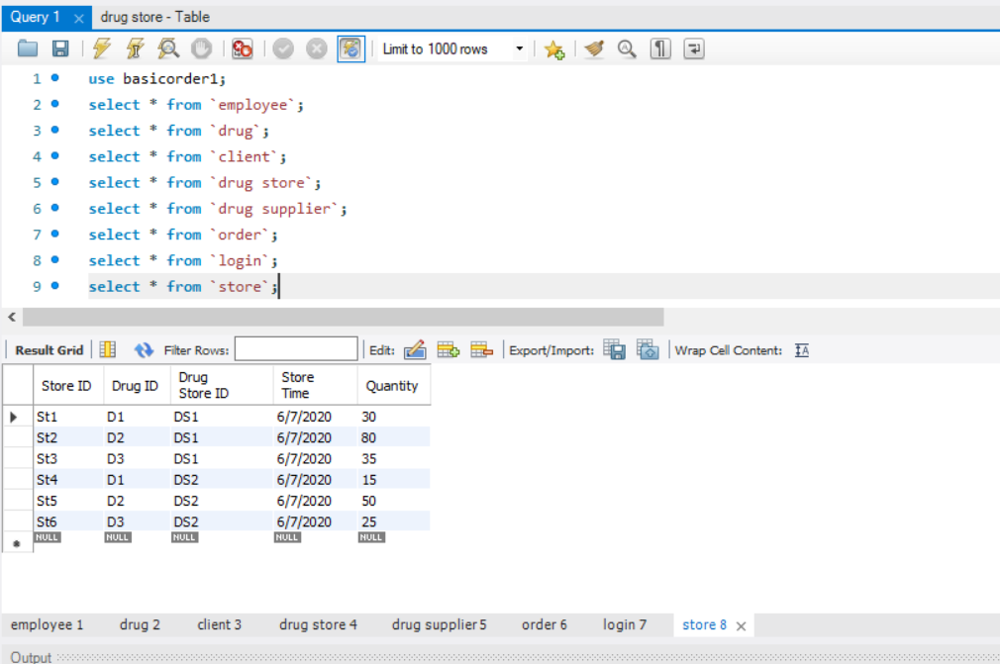 Query 1 × drug store - Table
Limit to 1000 rows
1 use basicorder1;
2 select * from `employee`;
3 select * from `drug`;
4 select * from `client`;
5 select * from `drug store`;
6 select * from `drug supplier`;
7 select * from `order`;
8 select * from `login`;
9 select * from `store`;
Result Grid Filter Rows: Edit: Export/Import: Wrap Cell Content: IA
Store ID Drug ID Drug Store ID Store Time Quantity
St1 D1 DS1 6/7/2020 30
St2 D2 DS1 6/7/2020 80
St3 D3 DS1 6/7/2020 35
St4 D1 DS2 6/7/2020 15
St5 D2 DS2 6/7/2020 50
St6 D3 DS2 6/7/2020 25
NULL NULL NULL NULL NULL
employee 1 drug 2 client 3 drug store 4 drug supplier 5 order 6 login 7 store 8 ×
Output